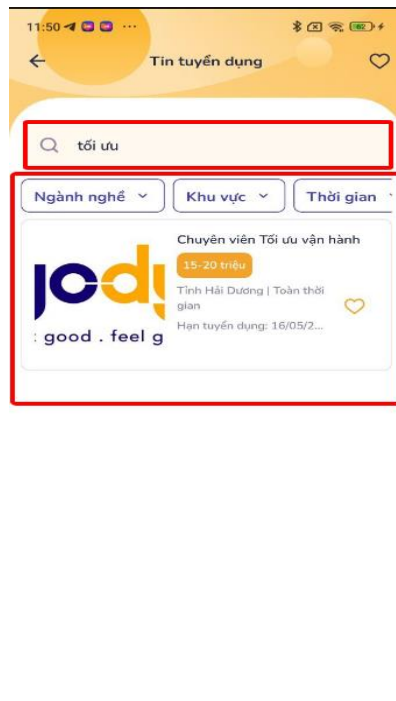 11:50
Tin tuyển dụng
tối ưu
Ngành nghề
Khu vực
Thời gian
Chuyên viên Tối ưu vận hành
15-20 triệu
Tỉnh Hải Dương | Toàn thời
gian
Hạn tuyển dụng: 16/05/2...
jody
: good . feel g